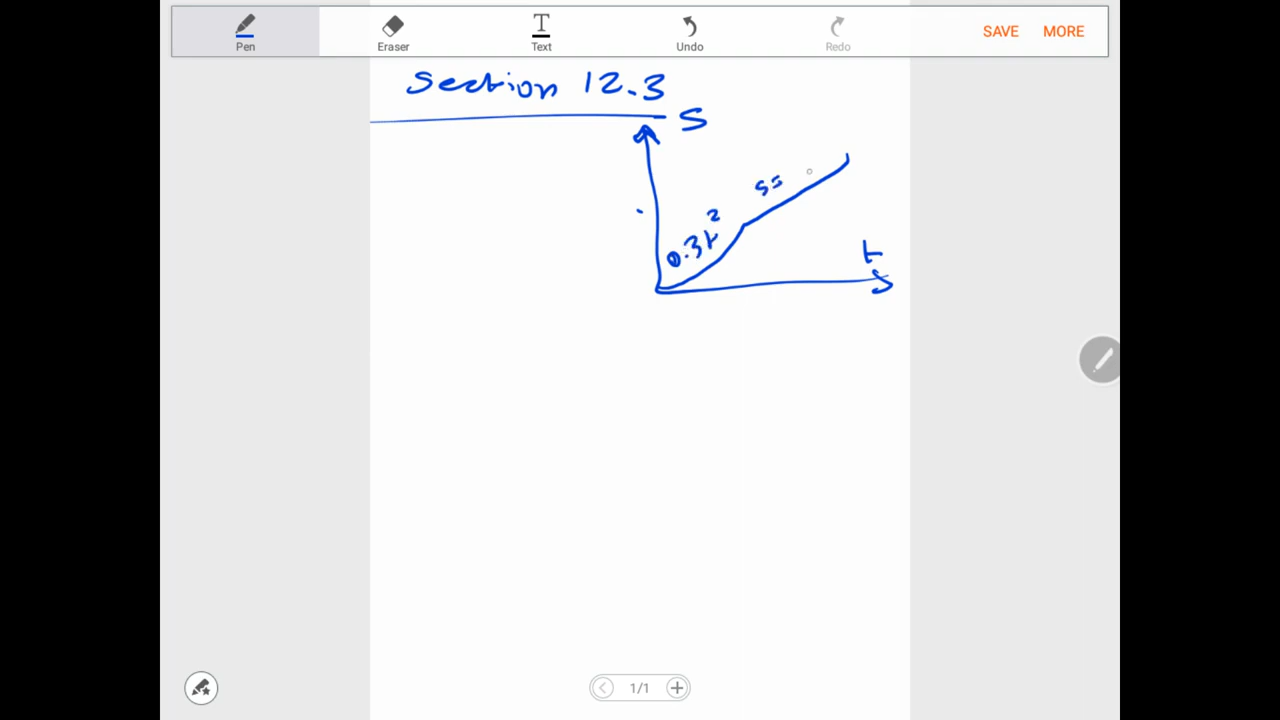 Pen
Eraser
Text
Undo
Redo
SAVE
MORE
Section 12.3
S
s=
0.3t²
t
1/1